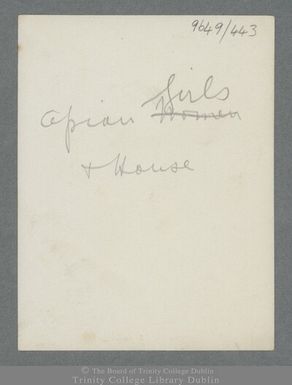 9649/443
Apian Girls Women
+ House
© The Board of Trinity College Dublin
Trinity College Library Dublin